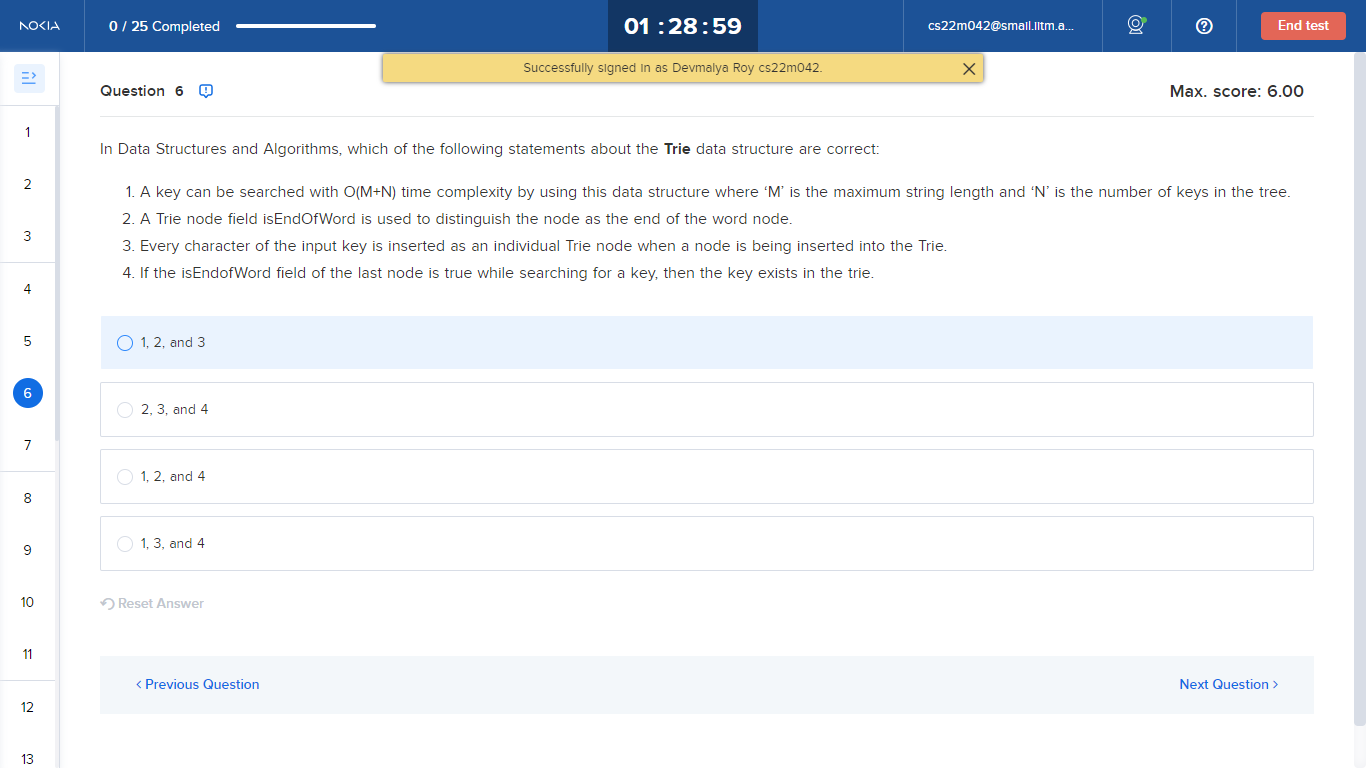 NOKIA
0 / 25 Completed
01 : 28 : 59
cs22m042@smail.iitm.a...
End test
Successfully signed in as Devmalya Roy cs22m042.
Question 6
Max. score: 6.00
In Data Structures and Algorithms, which of the following statements about the Trie data structure are correct:
1. A key can be searched with O(M+N) time complexity by using this data structure where ‘M’ is the maximum string length and ‘N’ is the number of keys in the tree.
2. A Trie node field isEndOfWord is used to distinguish the node as the end of the word node.
3. Every character of the input key is inserted as an individual Trie node when a node is being inserted into the Trie.
4. If the isEndofWord field of the last node is true while searching for a key, then the key exists in the trie.
1, 2, and 3
2, 3, and 4
1, 2, and 4
1, 3, and 4
Reset Answer
< Previous Question
Next Question >
1
2
3
4
5
6
7
8
9
10
11
12
13